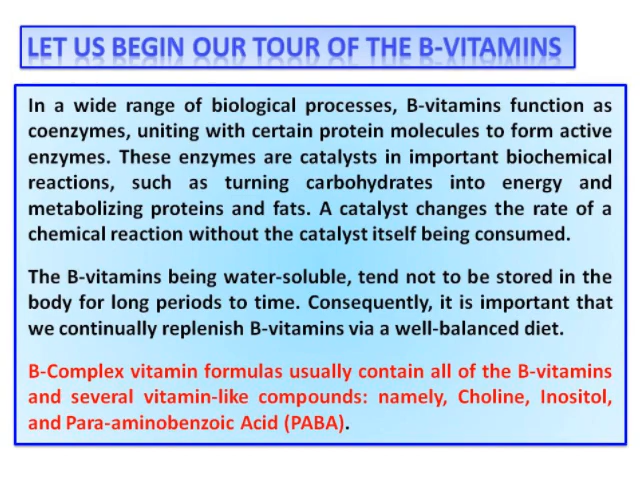 LET US BEGIN OUR TOUR OF THE B-VITAMINS
In a wide range of biological processes, B-vitamins function as
coenzymes, uniting with certain protein molecules to form active
enzymes. These enzymes are catalysts in important biochemical
reactions, such as turning carbohydrates into energy and
metabolizing proteins and fats. A catalyst changes the rate of a
chemical reaction without the catalyst itself being consumed.
The B-vitamins being water-soluble, tend not to be stored in the
body for long periods to time. Consequently, it is important that
we continually replenish B-vitamins via a well-balanced diet.
B-Complex vitamin formulas usually contain all of the B-vitamins
and several vitamin-like compounds: namely, Choline, Inositol,
and Para-aminobenzoic Acid (PABA).